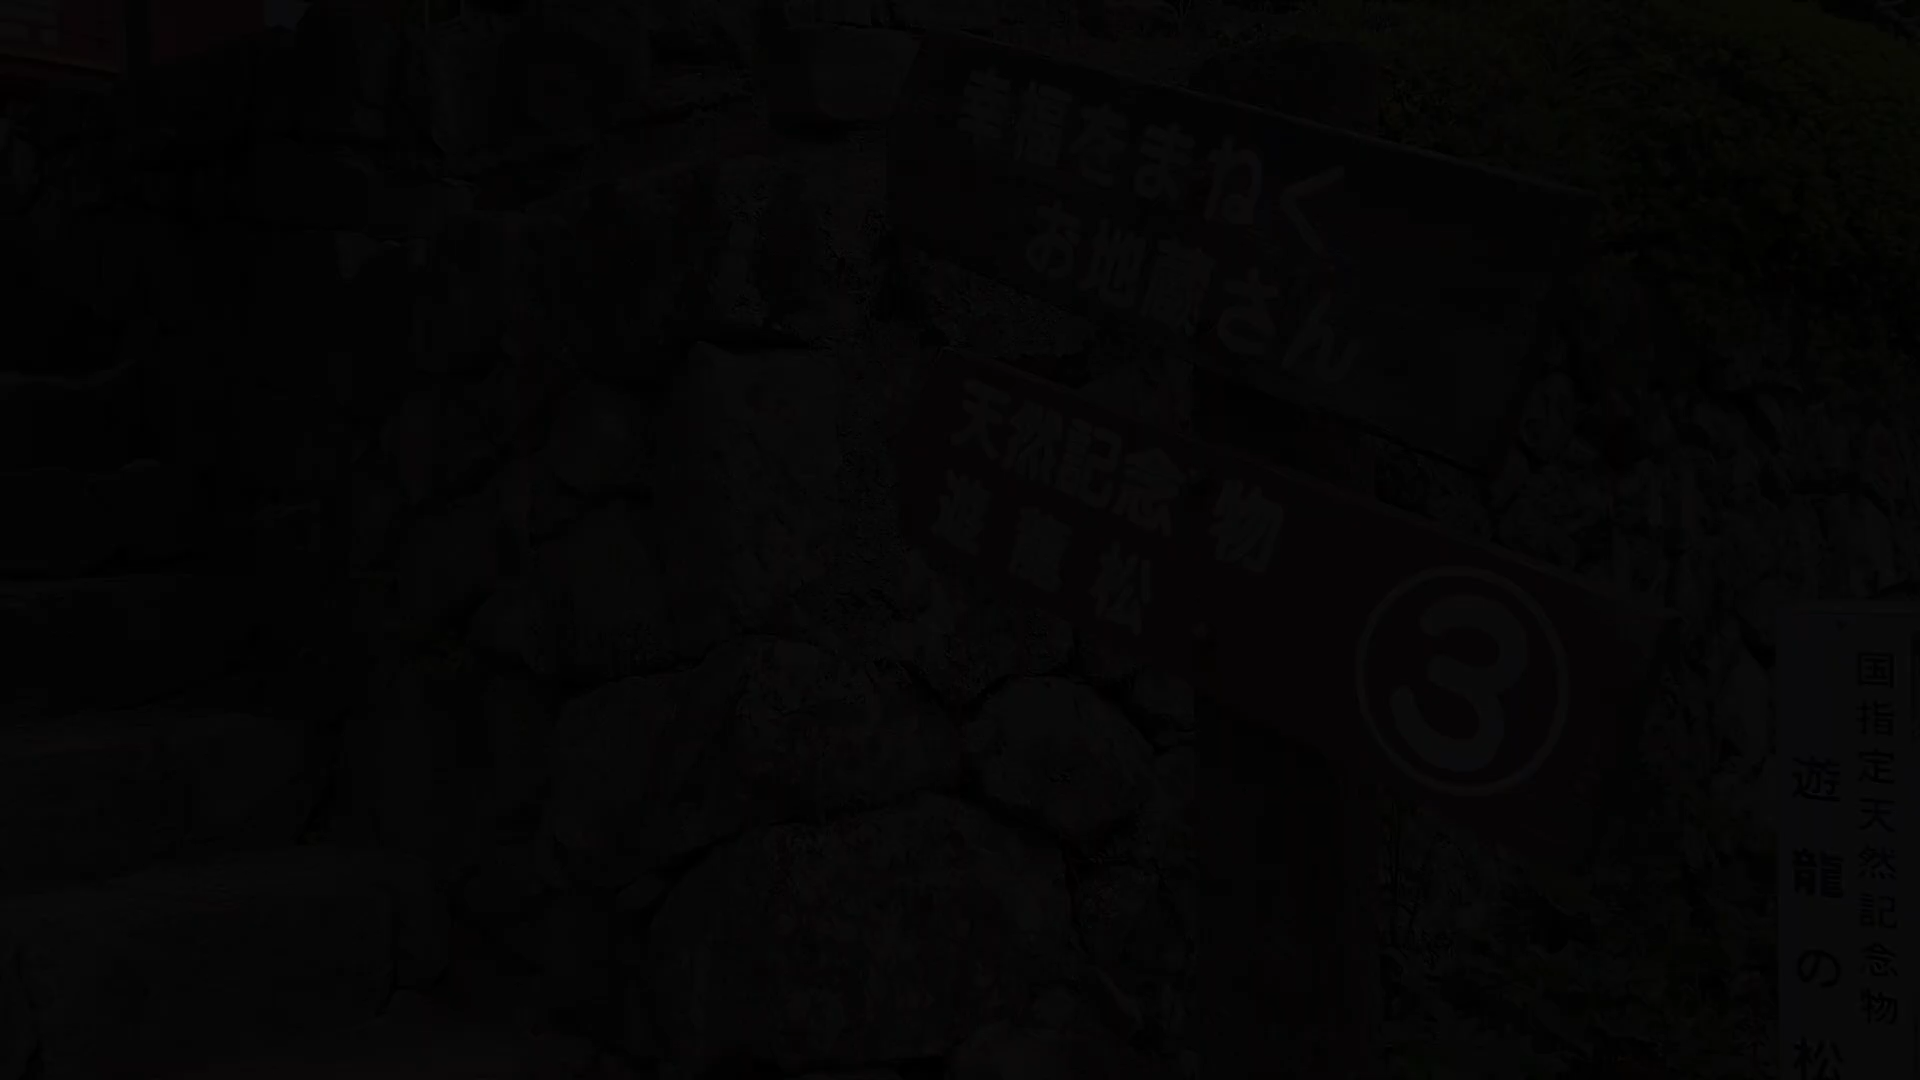 幸福をまねく
お地蔵さん
天然記念物
遊龍松
③
国指定天然記念物
遊龍の松